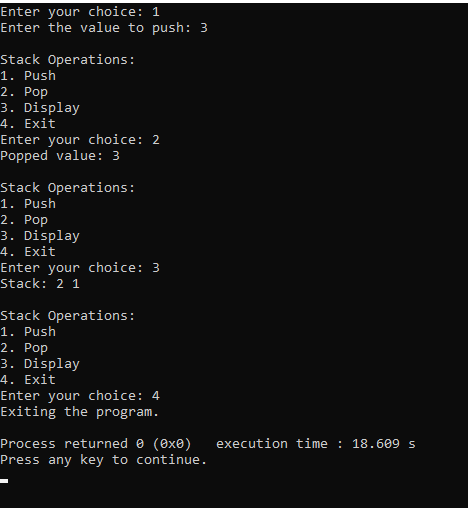 Enter your choice: 1
Enter the value to push: 3
Stack Operations:
1. Push
2. Pop
3. Display
4. Exit
Enter your choice: 2
Popped value: 3
Stack Operations:
1. Push
2. Pop
3. Display
4. Exit
Enter your choice: 3
Stack: 2 1
Stack Operations:
1. Push
2. Pop
3. Display
4. Exit
Enter your choice: 4
Exiting the program.
Process returned 0 (0x0)   execution time : 18.609 s
Press any key to continue.